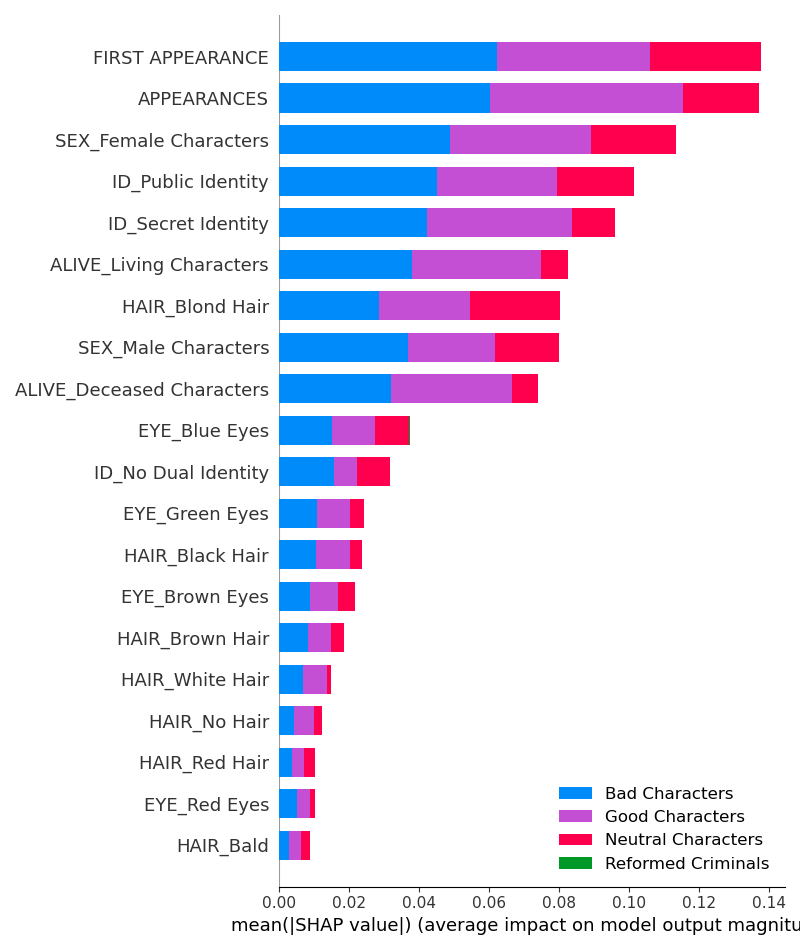 FIRST APPEARANCE
APPEARANCES
SEX_Female Characters
ID_Public Identity
ID_Secret Identity
ALIVE_Living Characters
HAIR_Blond Hair
SEX_Male Characters
ALIVE_Deceased Characters
EYE_Blue Eyes
ID_No Dual Identity
EYE_Green Eyes
HAIR_Black Hair
EYE_Brown Eyes
HAIR_Brown Hair
HAIR_White Hair
HAIR_No Hair
HAIR_Red Hair
EYE_Red Eyes
HAIR_Bald
Bad Characters
Good Characters
Neutral Characters
Reformed Criminals
0.00 0.02 0.04 0.06 0.08 0.10 0.12 0.14
mean(|SHAP value|) (average impact on model output magnitu